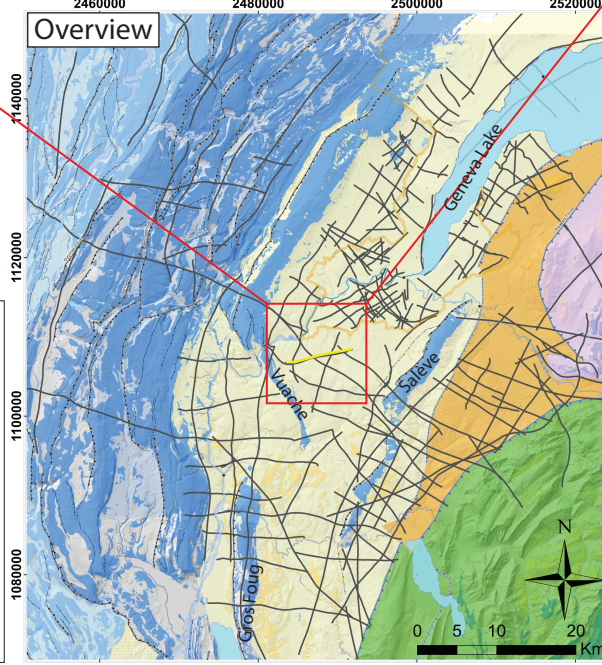 2460000 2480000 2500000 2520000
Overview
1140000
1120000
1100000
1080000
Geneva Lake
Salève
Vuache
Gros Foug
N
0 5 10 20
Km